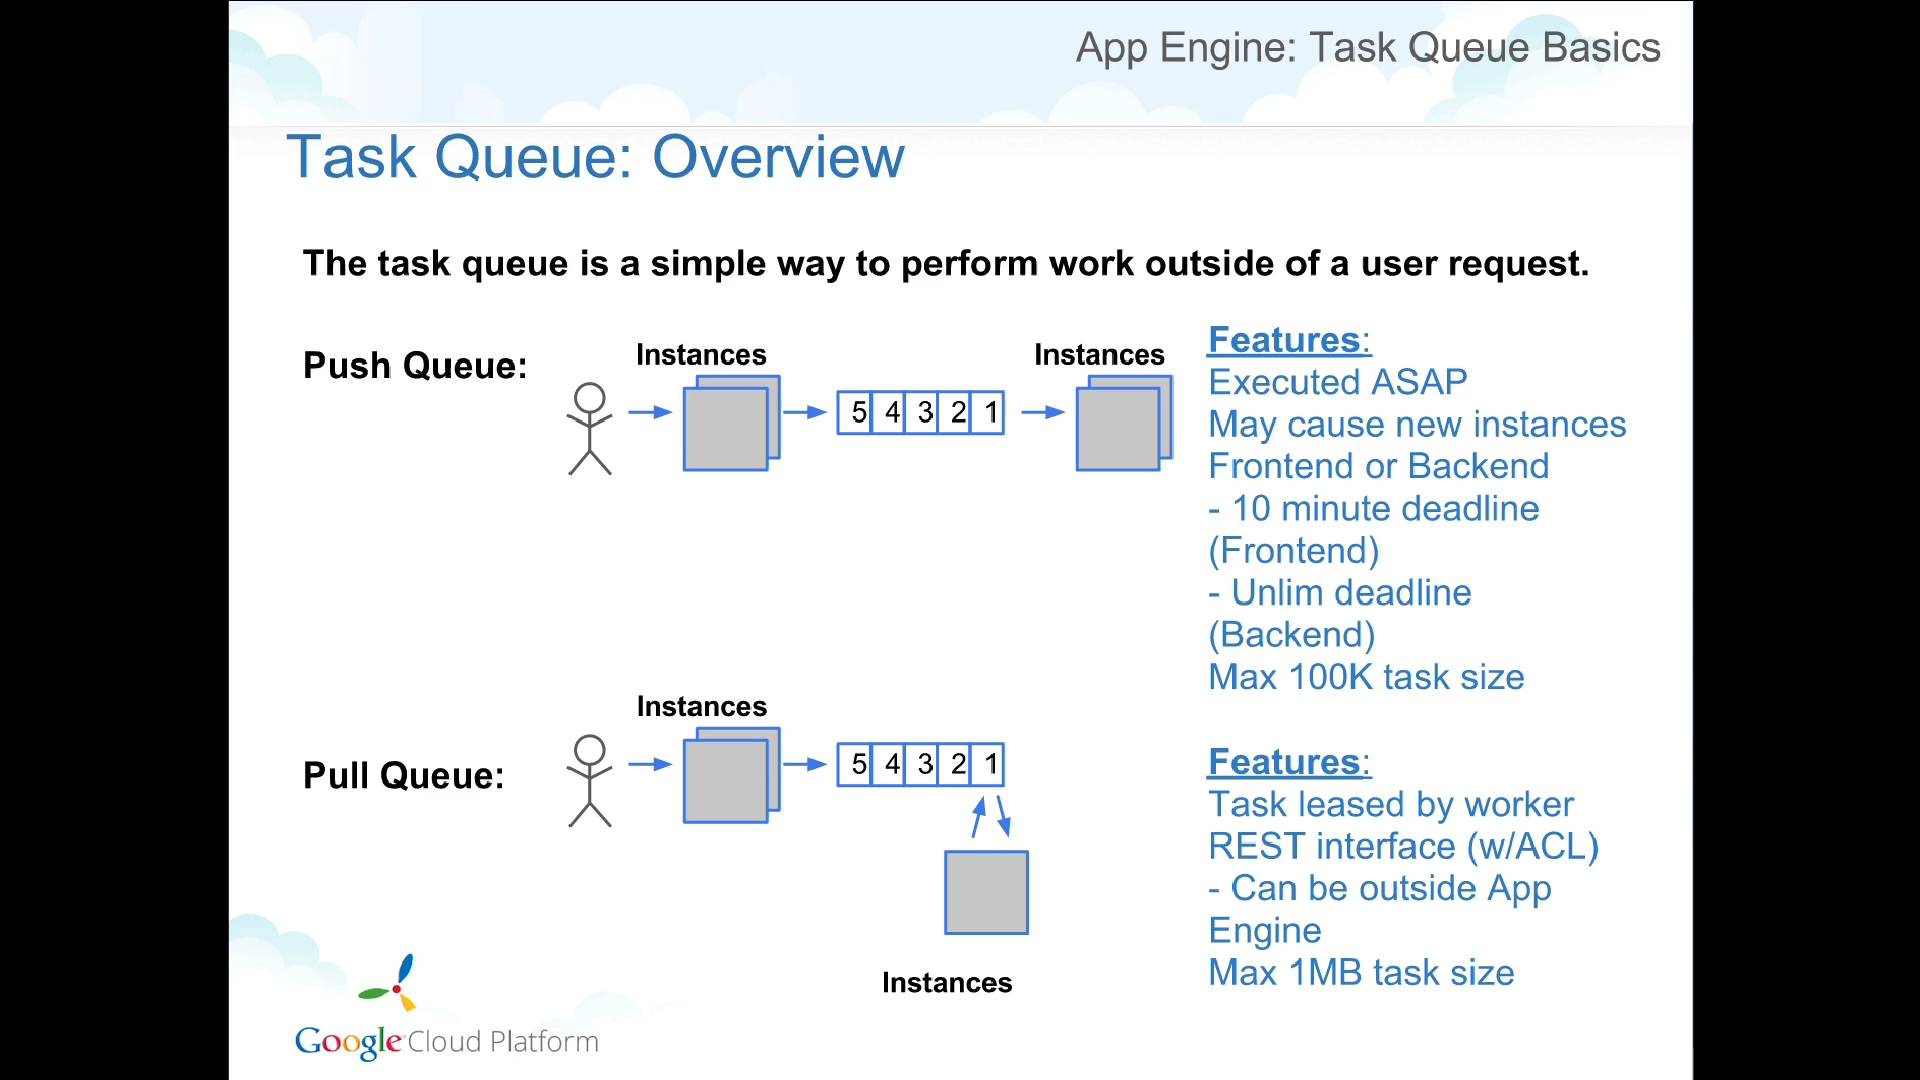 App Engine: Task Queue Basics
Task Queue: Overview
The task queue is a simple way to perform work outside of a user request.
Push Queue:
Instances
5 4 3 2 1
Instances
Features:
Executed ASAP
May cause new instances
Frontend or Backend
- 10 minute deadline
(Frontend)
- Unlim deadline
(Backend)
Max 100K task size
Pull Queue:
Instances
5 4 3 2 1
Instances
Features:
Task leased by worker
REST interface (w/ACL)
- Can be outside App
Engine
Max 1MB task size
Google Cloud Platform